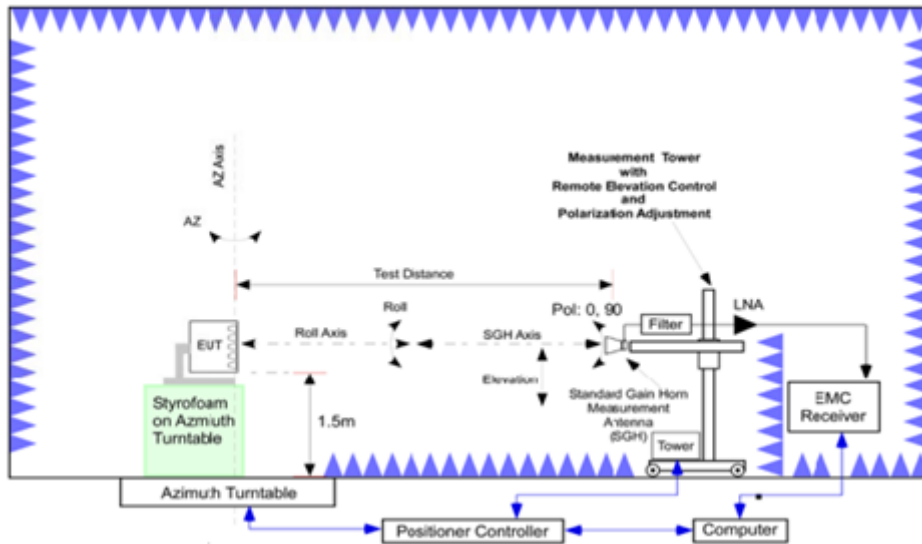 Measurement Tower
with
Remote Elevation Control
and
Polarization Adjustment
AZ Axis
AZ
Test Distance
Roll
Pol: 0, 90
LNA
Filter
EUT
Roll Axis
SGH Axis
Elevation
Standard Gain Horn
Measurement
Antenna
(SGH)
EMC
Receiver
Styrofoam
on Azmiuth
Turntable
1.5m
Tower
Azimuth Turntable
Positioner Controller
Computer